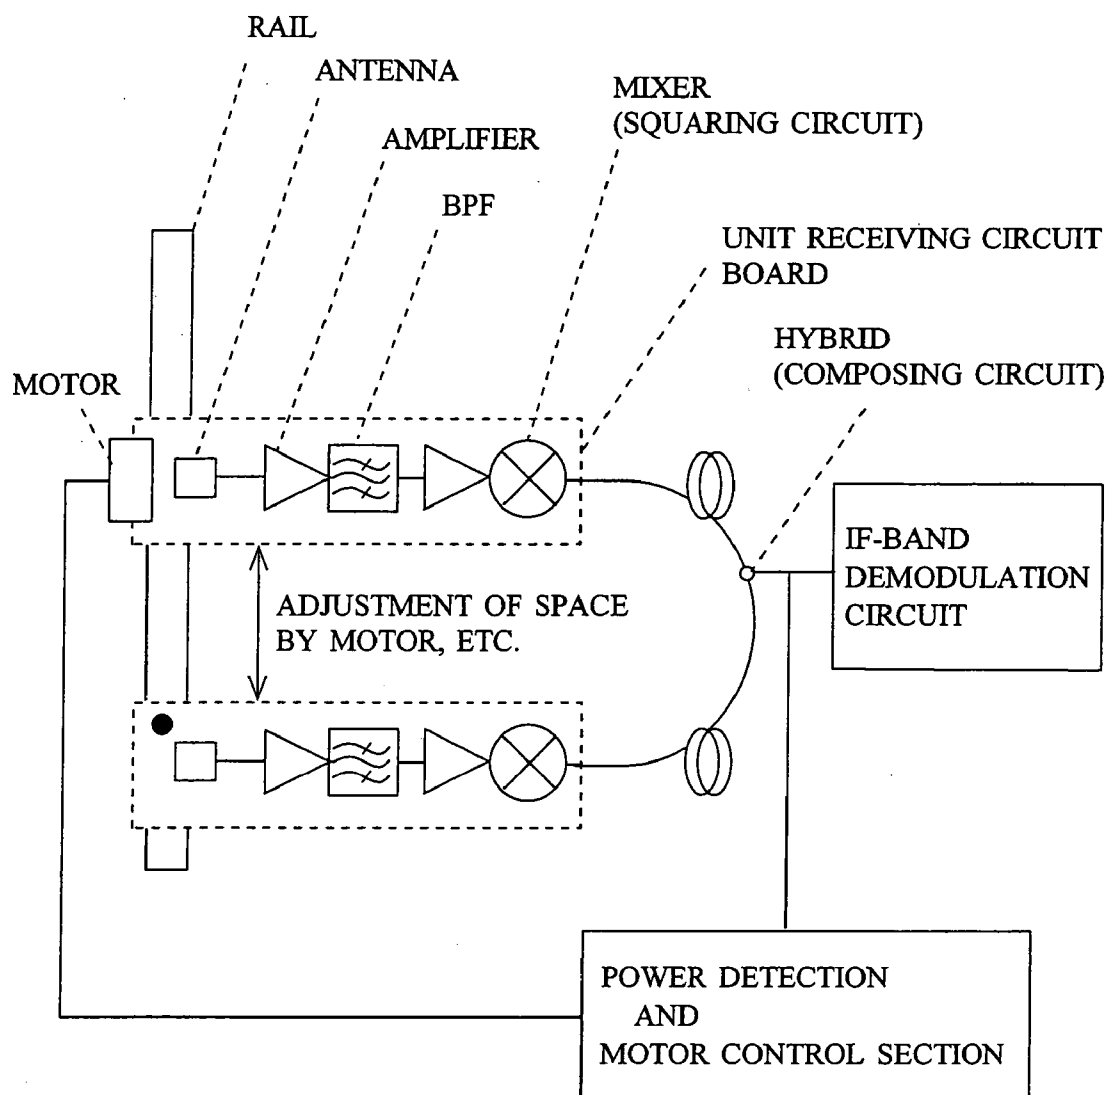 RAIL
ANTENNA
AMPLIFIER
BPF
MIXER
(SQUARING CIRCUIT)
UNIT RECEIVING CIRCUIT
BOARD
HYBRID
(COMPOSING CIRCUIT)
MOTOR
IF-BAND
DEMODULATION
CIRCUIT
ADJUSTMENT OF SPACE
BY MOTOR, ETC.
POWER DETECTION
AND
MOTOR CONTROL SECTION